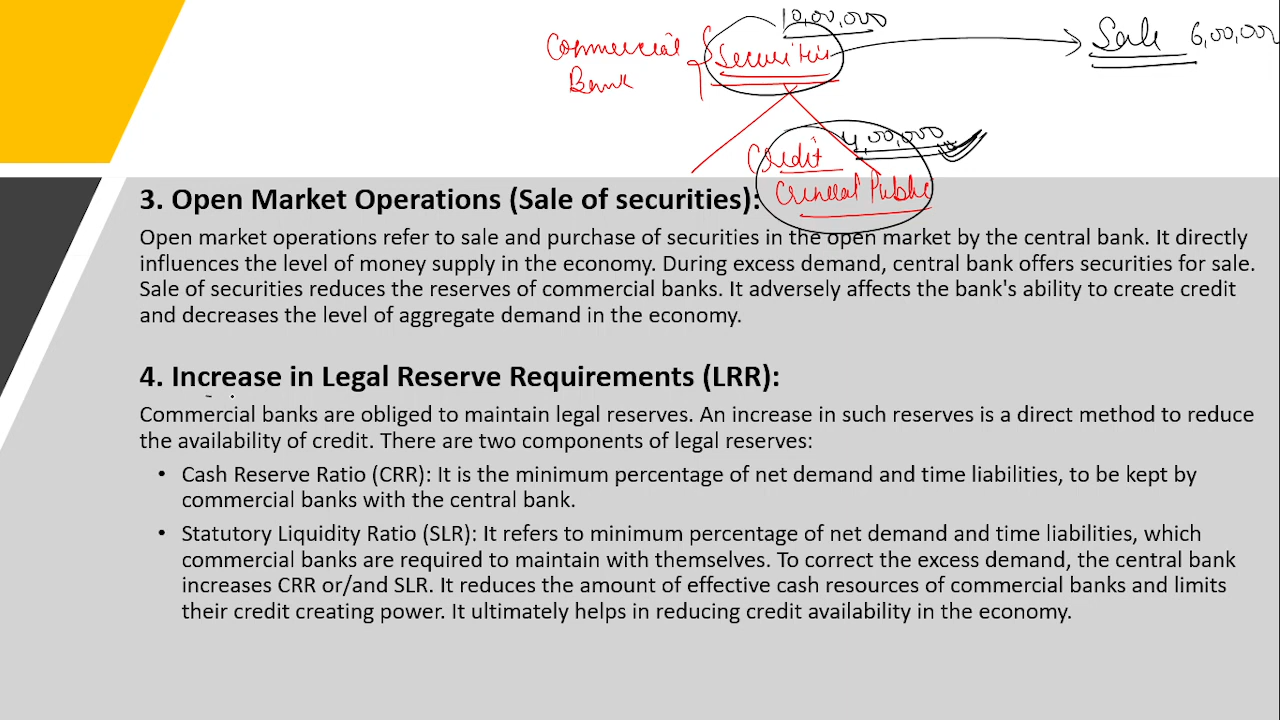 10,00,000
Commercial Securities Sale 6,00,000
Bank
4,00,000
Credit
General Public
3. Open Market Operations (Sale of securities):
Open market operations refer to sale and purchase of securities in the open market by the central bank. It directly
influences the level of money supply in the economy. During excess demand, central bank offers securities for sale.
Sale of securities reduces the reserves of commercial banks. It adversely affects the bank's ability to create credit
and decreases the level of aggregate demand in the economy.
4. Increase in Legal Reserve Requirements (LRR):
Commercial banks are obliged to maintain legal reserves. An increase in such reserves is a direct method to reduce
the availability of credit. There are two components of legal reserves:
• Cash Reserve Ratio (CRR): It is the minimum percentage of net demand and time liabilities, to be kept by
commercial banks with the central bank.
• Statutory Liquidity Ratio (SLR): It refers to minimum percentage of net demand and time liabilities, which
commercial banks are required to maintain with themselves. To correct the excess demand, the central bank
increases CRR or/and SLR. It reduces the amount of effective cash resources of commercial banks and limits
their credit creating power. It ultimately helps in reducing credit availability in the economy.